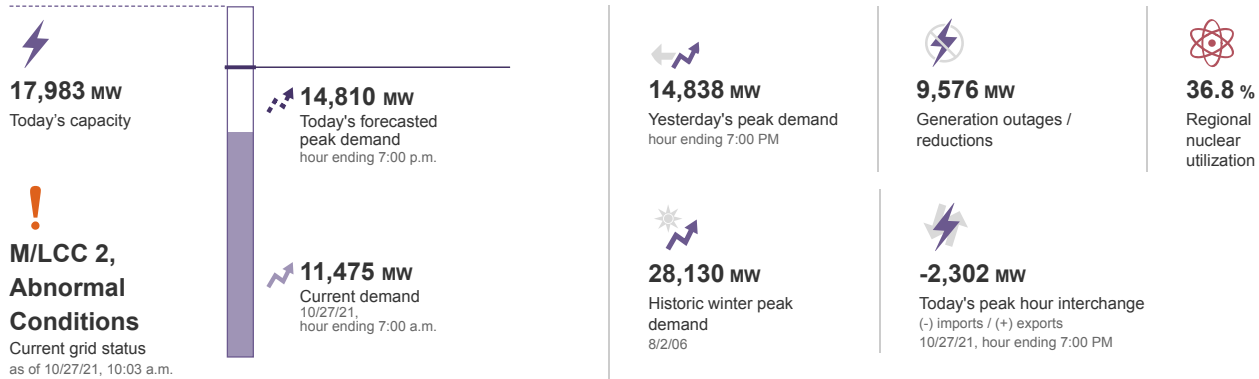 17,983 MW
Today's capacity
M/LCC 2,
Abnormal
Conditions
Current grid status
as of 10/27/21, 10:03 a.m.
14,810 MW
Today's forecasted
peak demand
hour ending 7:00 p.m.
11,475 MW
Current demand
10/27/21,
hour ending 7:00 a.m.
14,838 MW
Yesterday's peak demand
hour ending 7:00 PM
9,576 MW
Generation outages /
reductions
36.8 %
Regional
nuclear
utilization
28,130 MW
Historic winter peak
demand
8/2/06
-2,302 MW
Today's peak hour interchange
(-) imports / (+) exports
10/27/21, hour ending 7:00 PM